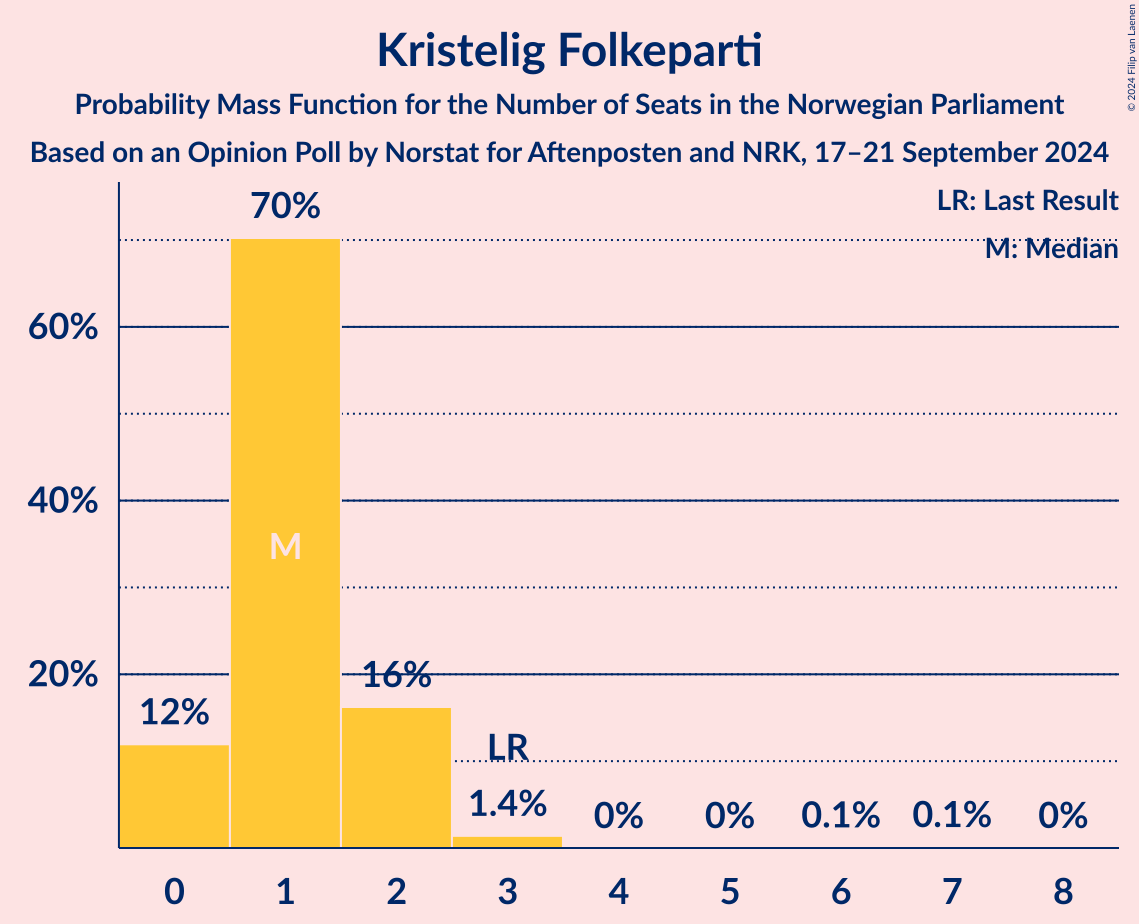 Kristelig Folkeparti
Probability Mass Function for the Number of Seats in the Norwegian Parliament
Based on an Opinion Poll by Norstat for Aftenposten and NRK, 17–21 September 2024
© 2024 Filip van Laenen
LR: Last Result
M: Median
70%
60%
40%
M
20%
16%
12%
LR
1.4%
0%
0%
0.1%
0.1%
0%
0 1 2 3 4 5 6 7 8